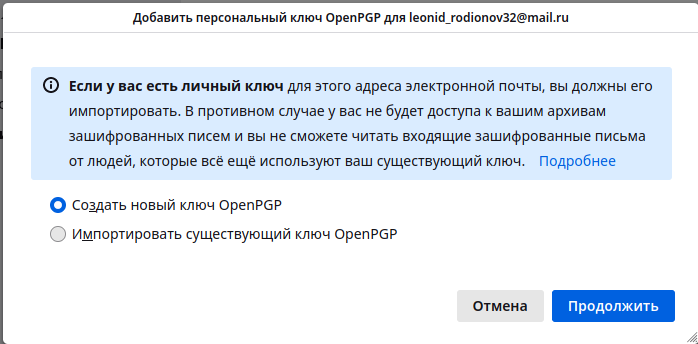 Добавить персональный ключ OpenPGP для leonid_rodionov32@mail.ru
Если у вас есть личный ключ для этого адреса электронной почты, вы должны его
импортировать. В противном случае у вас не будет доступа к вашим архивам
зашифрованных писем и вы не сможете читать входящие зашифрованные письма
от людей, которые всё ещё используют ваш существующий ключ. Подробнее
Создать новый ключ OpenPGP
Импортировать существующий ключ OpenPGP
Отмена Продолжить